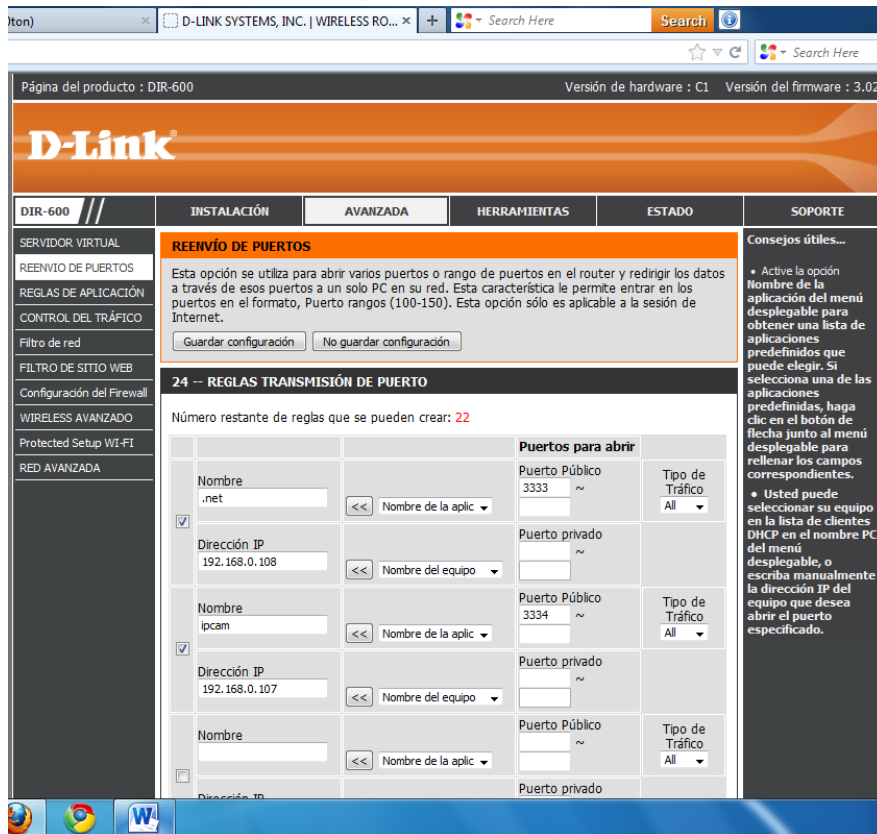 0ton)
D-LINK SYSTEMS, INC. | WIRELESS RO...
Search Here
Search
Search Here
Página del producto : DIR-600
Versión de hardware : C1
Versión del firmware : 3.02
D-Link®
DIR-600
INSTALACIÓN
AVANZADA
HERRAMIENTAS
ESTADO
SOPORTE
SERVIDOR VIRTUAL
REENVIO DE PUERTOS
REGLAS DE APLICACIÓN
CONTROL DEL TRÁFICO
Filtro de red
FILTRO DE SITIO WEB
Configuración del Firewall
WIRELESS AVANZADO
Protected Setup WI-FI
RED AVANZADA
REENVÍO DE PUERTOS
Esta opción se utiliza para abrir varios puertos o rango de puertos en el router y redirigir los datos
a través de esos puertos a un solo PC en su red. Esta característica le permite entrar en los
puertos en el formato, Puerto rangos (100-150). Esta opción sólo es aplicable a la sesión de
Internet.
Guardar configuración
No guardar configuración
24 -- REGLAS TRANSMISIÓN DE PUERTO
Número restante de reglas que se pueden crear: 22
Puertos para abrir
Nombre
.net
<<
Nombre de la aplic
Puerto Público
3333 ~
Tipo de
Tráfico
All
Dirección IP
192.168.0.108
<<
Nombre del equipo
Puerto privado
~
Nombre
ipcam
<<
Nombre de la aplic
Puerto Público
3334 ~
Tipo de
Tráfico
All
Dirección IP
192.168.0.107
<<
Nombre del equipo
Puerto privado
~
Nombre
<<
Nombre de la aplic
Puerto Público
~
Tipo de
Tráfico
All
Dirección IP
Puerto privado
Consejos útiles...
• Active la opción
Nombre de la
aplicación del menú
desplegable para
obtener una lista de
aplicaciones
predefinidos que
puede elegir. Si
selecciona una de las
aplicaciones
predefinidas, haga
clic en el botón de
flecha junto al menú
desplegable para
rellenar los campos
correspondientes.
• Usted puede
seleccionar su equipo
en la lista de clientes
DHCP en el nombre PC
del menú
desplegable, o
escriba manualmente
la dirección IP del
equipo que desea
abrir el puerto
especificado.